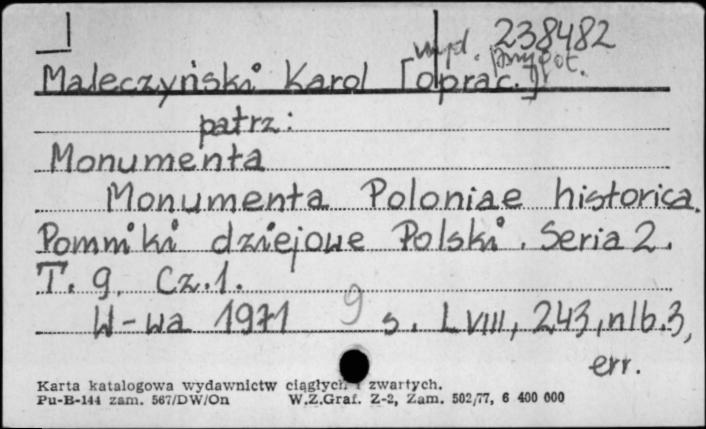 238482
wyd. przygot.
Maleczyński Karol [oprac.]
patrz:
Monumenta
Monumenta Poloniae historica.
Pomniki dziejowe Polski. Seria 2.
T. 9. Cz. 1.
W-wa 1971 9 s. LVIII, 243, nlb. 3,
err.
Karta katalogowa wydawnictw ciągłych i zwartych.
Pu-B-144 zam. 567/DW/On W.Z.Graf. Z-2, Zam. 502/77, 6 400 000